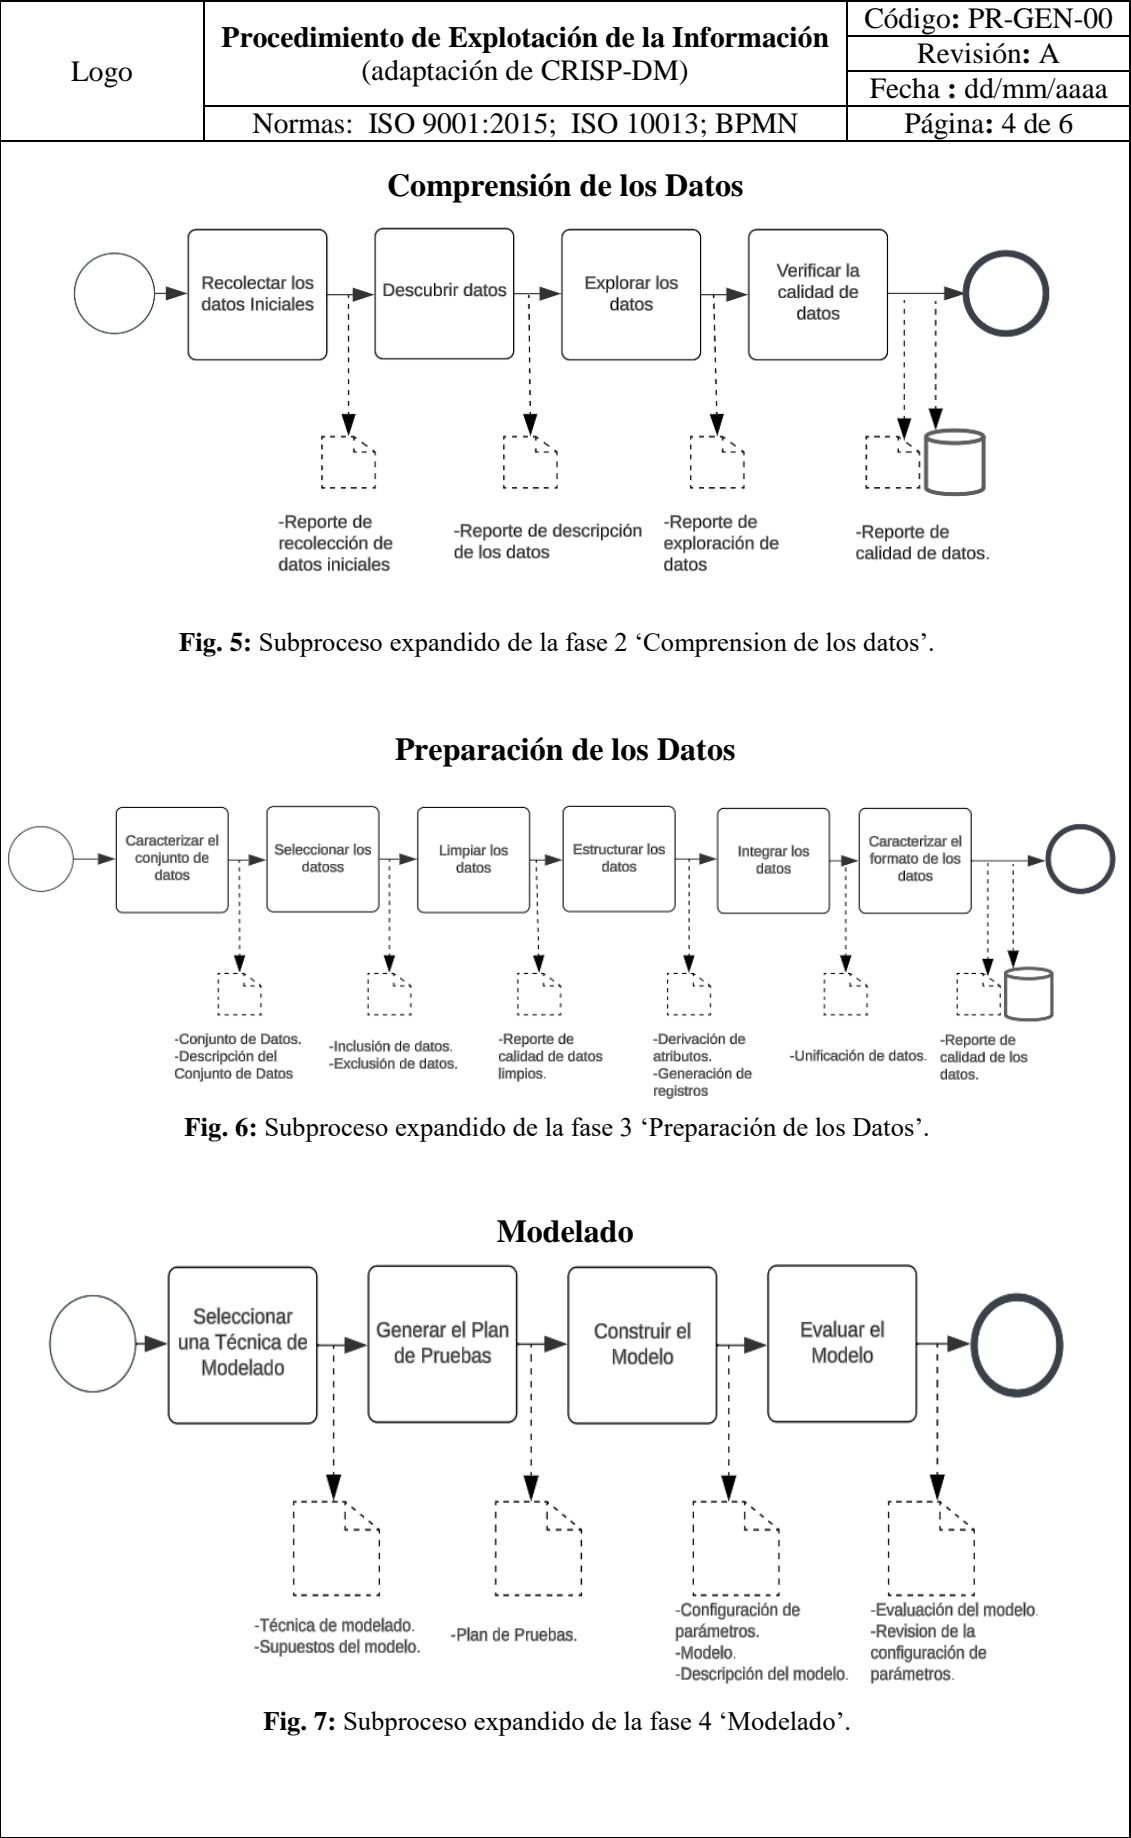 Logo
Procedimiento de Explotación de la Información
(adaptación de CRISP-DM)
Normas: ISO 9001:2015; ISO 10013; BPMN
Código: PR-GEN-00
Revisión: A
Fecha : dd/mm/aaaa
Página: 4 de 6
Comprensión de los Datos
Recolectar los
datos Iniciales
Descubrir datos
Explorar los
datos
Verificar la
calidad de
datos
-Reporte de
recolección de
datos iniciales
-Reporte de descripción
de los datos
-Reporte de
exploración de
datos
-Reporte de
calidad de datos.
Fig. 5: Subproceso expandido de la fase 2 ‘Comprension de los datos’.
Preparación de los Datos
Caracterizar el
conjunto de
datos
Seleccionar los
datoss
Limpiar los
datos
Estructurar los
datos
Integrar los
datos
Caracterizar el
formato de los
datos
-Conjunto de Datos.
-Descripción del
Conjunto de Datos
-Inclusión de datos.
-Exclusión de datos.
-Reporte de
calidad de datos
limpios.
-Derivación de
atributos.
-Generación de
registros
-Unificación de datos.
-Reporte de
calidad de los
datos.
Fig. 6: Subproceso expandido de la fase 3 ‘Preparación de los Datos’.
Modelado
Seleccionar
una Técnica de
Modelado
Generar el Plan
de Pruebas
Construir el
Modelo
Evaluar el
Modelo
-Técnica de modelado.
-Supuestos del modelo.
-Plan de Pruebas.
-Configuración de
parámetros.
-Modelo.
-Descripción del modelo.
-Evaluación del modelo.
-Revision de la
configuración de
parámetros.
Fig. 7: Subproceso expandido de la fase 4 ‘Modelado’.